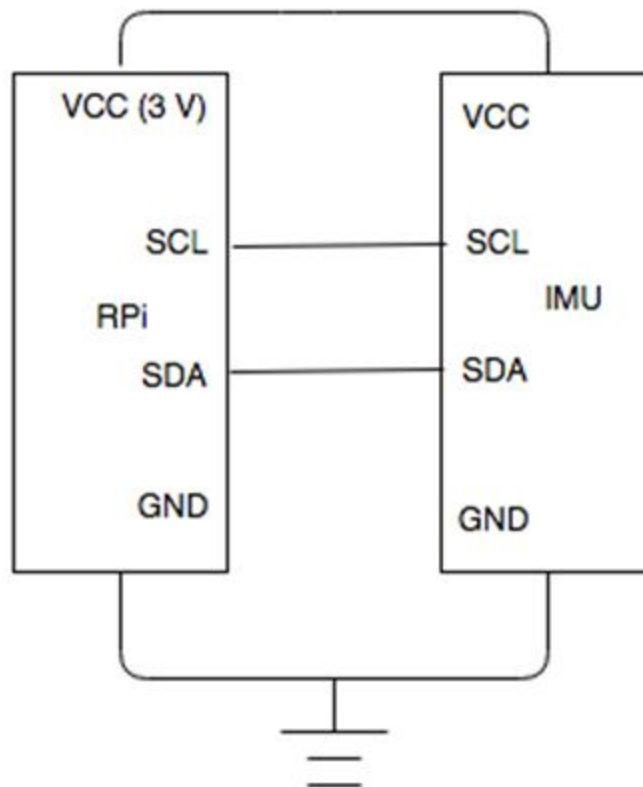 VCC (3 V)
SCL
RPi
SDA
GND
VCC
SCL
IMU
SDA
GND